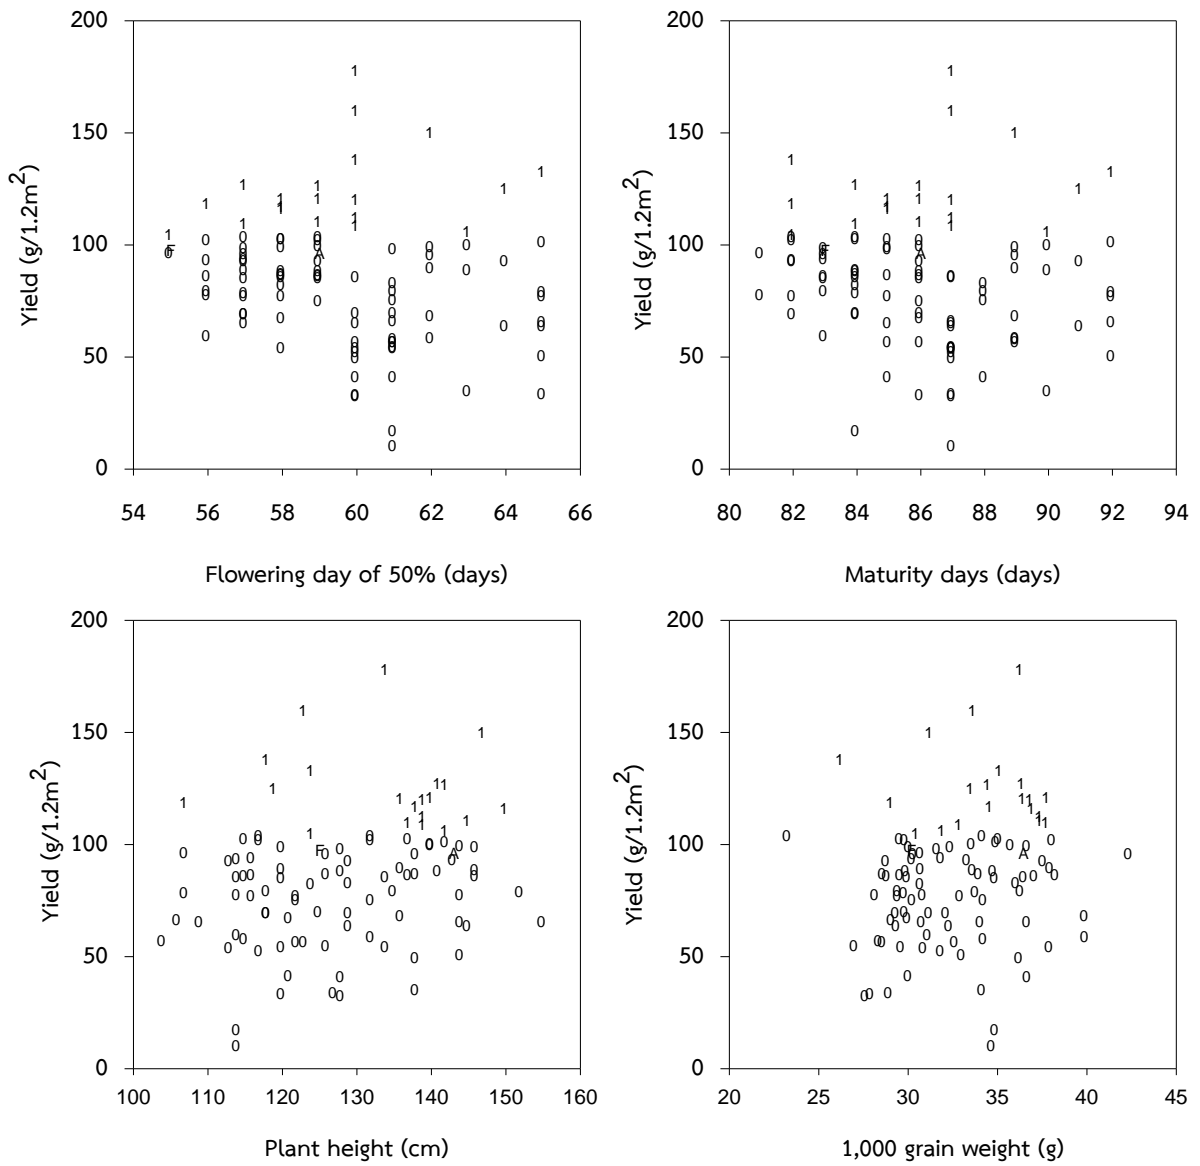 200
150
100
50
0
54 56 58 60 62 64 66
Yield (g/1.2m²)
Flowering day of 50% (days)
F
A
200
150
100
50
0
80 82 84 86 88 90 92 94
Yield (g/1.2m²)
Maturity days (days)
F
A
200
150
100
50
0
100 110 120 130 140 150 160
Yield (g/1.2m²)
Plant height (cm)
F
A
200
150
100
50
0
20 25 30 35 40 45
Yield (g/1.2m²)
1,000 grain weight (g)
F
A